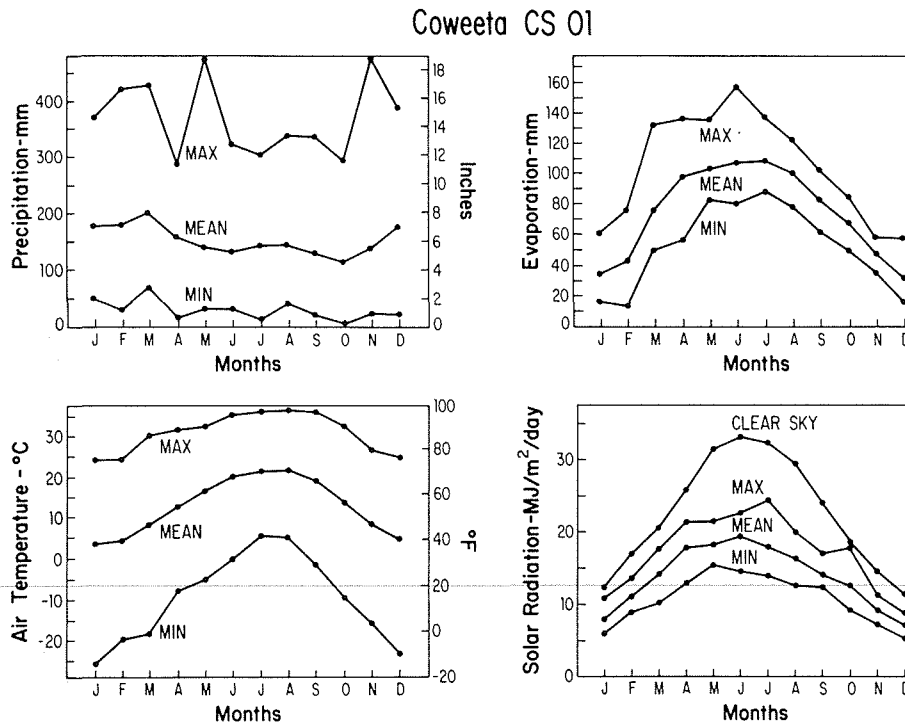 Coweeta CS 01
Precipitation-mm
400
300
200
100
0
18
16
14
12
10
8
6
4
2
0
Inches
MAX
MEAN
MIN
J F M A M J J A S O N D
Months
Evaporation-mm
180
160
140
120
100
80
60
40
20
0
MAX
MEAN
MIN
J F M A M J J A S O N D
Months
Air Temperature - °C
30
20
10
0
-10
-20
100
80
60
40
20
0
-20
°F
MAX
MEAN
MIN
J F M A M J J A S O N D
Months
Solar Radiation-MJ/m²/day
30
20
10
0
CLEAR SKY
MAX
MEAN
MIN
J F M A M J J A S O N D
Months